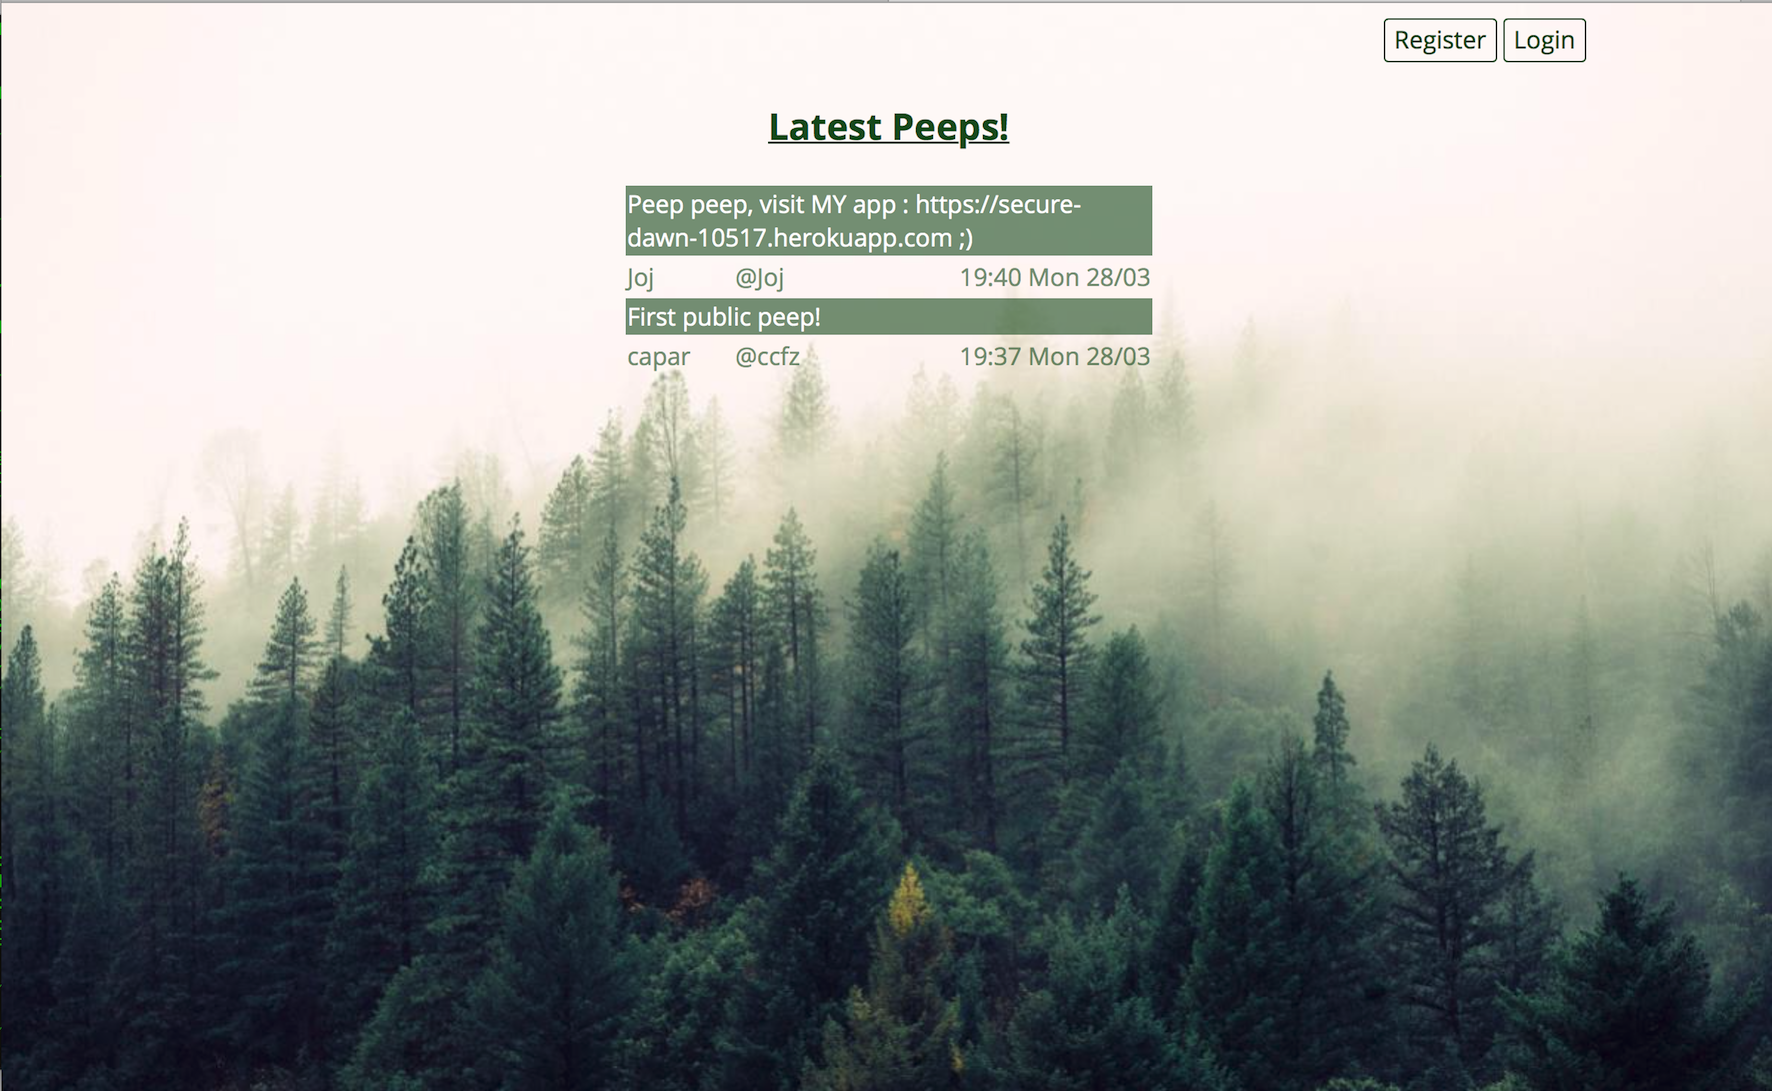 Register Login
Latest Peeps!
Peep peep, visit MY app : https://secure-
dawn-10517.herokuapp.com ;)
Joj @Joj 19:40 Mon 28/03
First public peep!
capar @ccfz 19:37 Mon 28/03